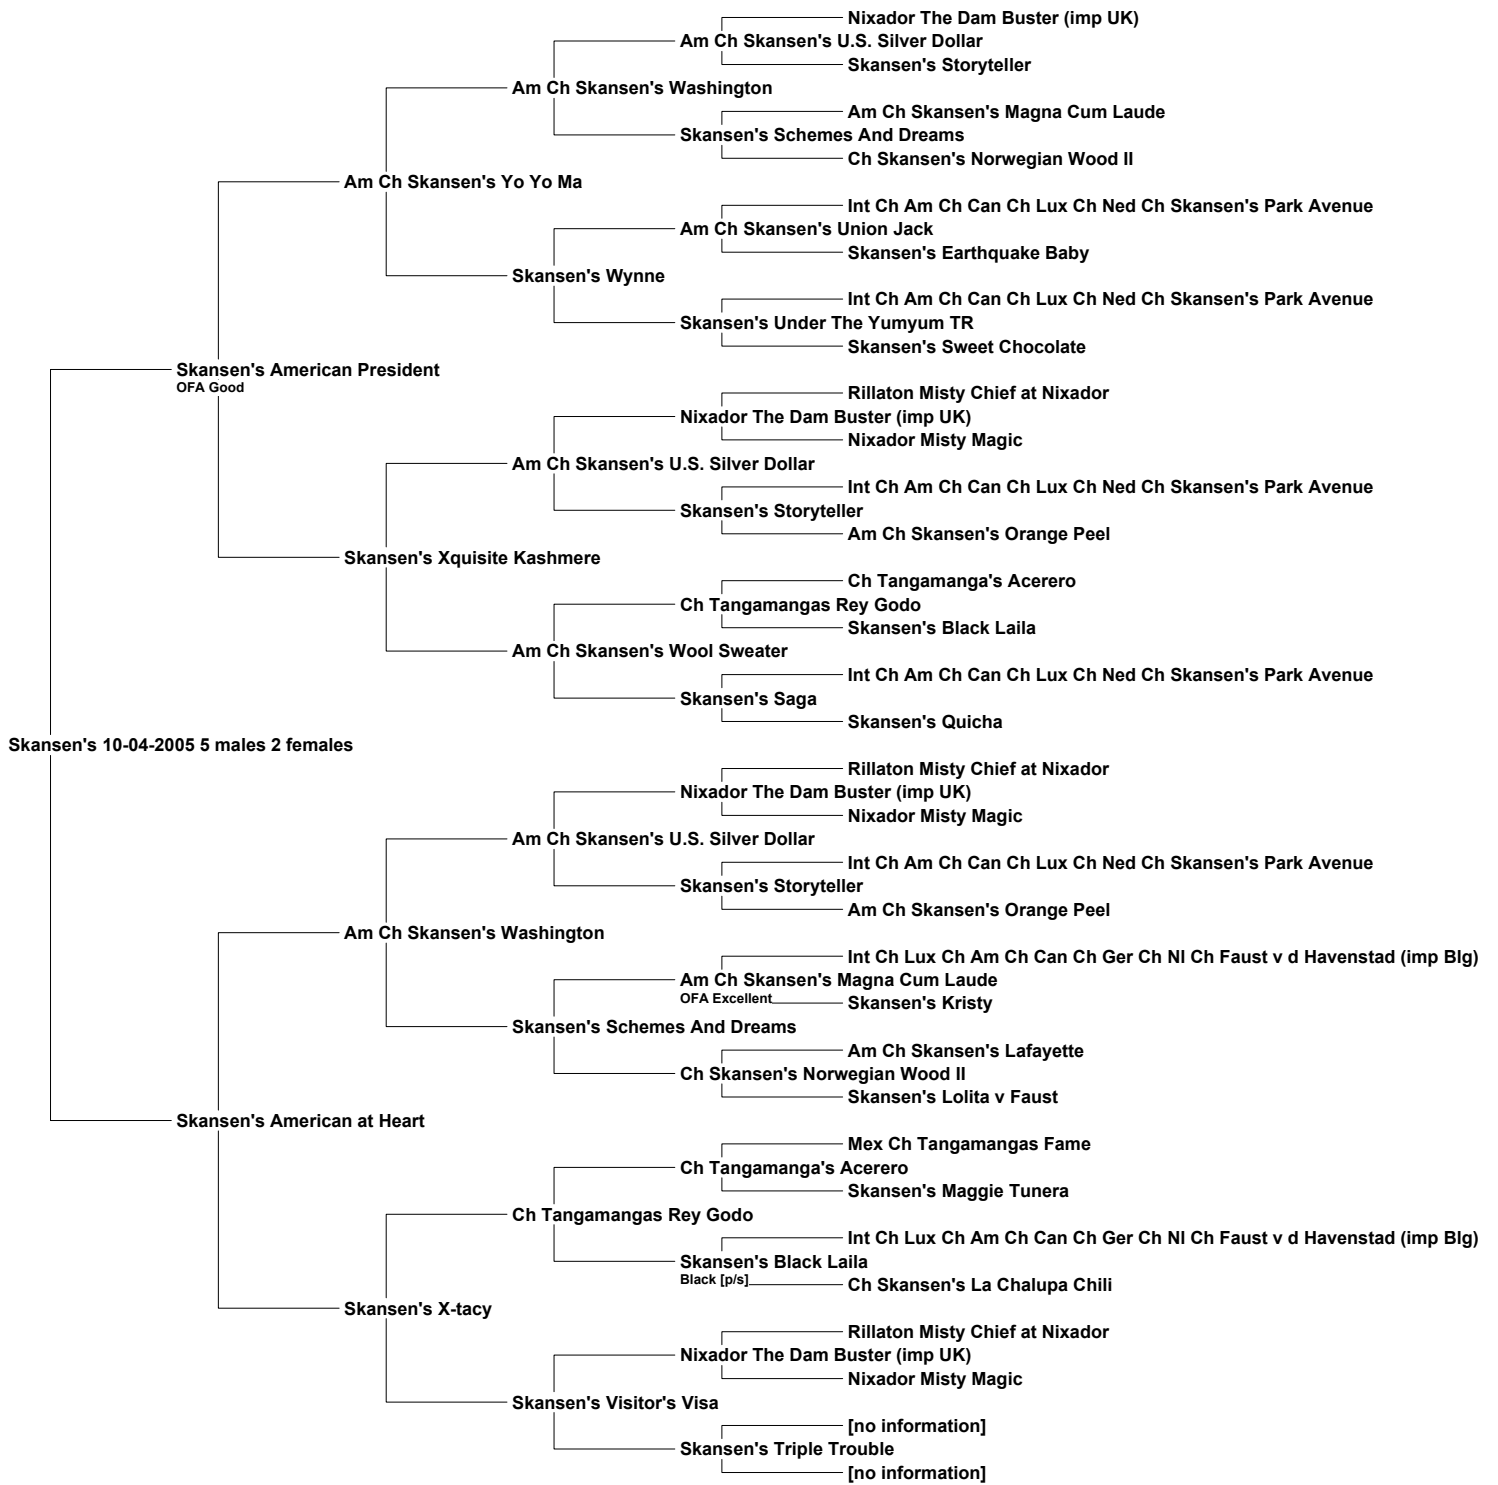 Nixador The Dam Buster (imp UK)
Am Ch Skansen's U.S. Silver Dollar
Skansen's Storyteller
Am Ch Skansen's Washington
Am Ch Skansen's Magna Cum Laude
Skansen's Schemes And Dreams
Ch Skansen's Norwegian Wood II
Am Ch Skansen's Yo Yo Ma
Int Ch Am Ch Can Ch Lux Ch Ned Ch Skansen's Park Avenue
Am Ch Skansen's Union Jack
Skansen's Earthquake Baby
Skansen's Wynne
Int Ch Am Ch Can Ch Lux Ch Ned Ch Skansen's Park Avenue
Skansen's Under The Yumyum TR
Skansen's Sweet Chocolate
Skansen's American President
OFA Good
Rillaton Misty Chief at Nixador
Nixador The Dam Buster (imp UK)
Nixador Misty Magic
Am Ch Skansen's U.S. Silver Dollar
Int Ch Am Ch Can Ch Lux Ch Ned Ch Skansen's Park Avenue
Skansen's Storyteller
Am Ch Skansen's Orange Peel
Skansen's Xquisite Kashmere
Ch Tangamanga's Acerero
Ch Tangamangas Rey Godo
Skansen's Black Laila
Am Ch Skansen's Wool Sweater
Int Ch Am Ch Can Ch Lux Ch Ned Ch Skansen's Park Avenue
Skansen's Saga
Skansen's Quicha
Skansen's 10-04-2005 5 males 2 females
Rillaton Misty Chief at Nixador
Nixador The Dam Buster (imp UK)
Nixador Misty Magic
Am Ch Skansen's U.S. Silver Dollar
Int Ch Am Ch Can Ch Lux Ch Ned Ch Skansen's Park Avenue
Skansen's Storyteller
Am Ch Skansen's Orange Peel
Am Ch Skansen's Washington
Int Ch Lux Ch Am Ch Can Ch Ger Ch Nl Ch Faust v d Havenstad (imp Blg)
Am Ch Skansen's Magna Cum Laude
OFA Excellent
Skansen's Kristy
Skansen's Schemes And Dreams
Am Ch Skansen's Lafayette
Ch Skansen's Norwegian Wood II
Skansen's Lolita v Faust
Skansen's American at Heart
Mex Ch Tangamangas Fame
Ch Tangamanga's Acerero
Skansen's Maggie Tunera
Ch Tangamangas Rey Godo
Int Ch Lux Ch Am Ch Can Ch Ger Ch Nl Ch Faust v d Havenstad (imp Blg)
Skansen's Black Laila
Black [p/s]
Ch Skansen's La Chalupa Chili
Skansen's X-tacy
Rillaton Misty Chief at Nixador
Nixador The Dam Buster (imp UK)
Nixador Misty Magic
Skansen's Visitor's Visa
[no information]
Skansen's Triple Trouble
[no information]